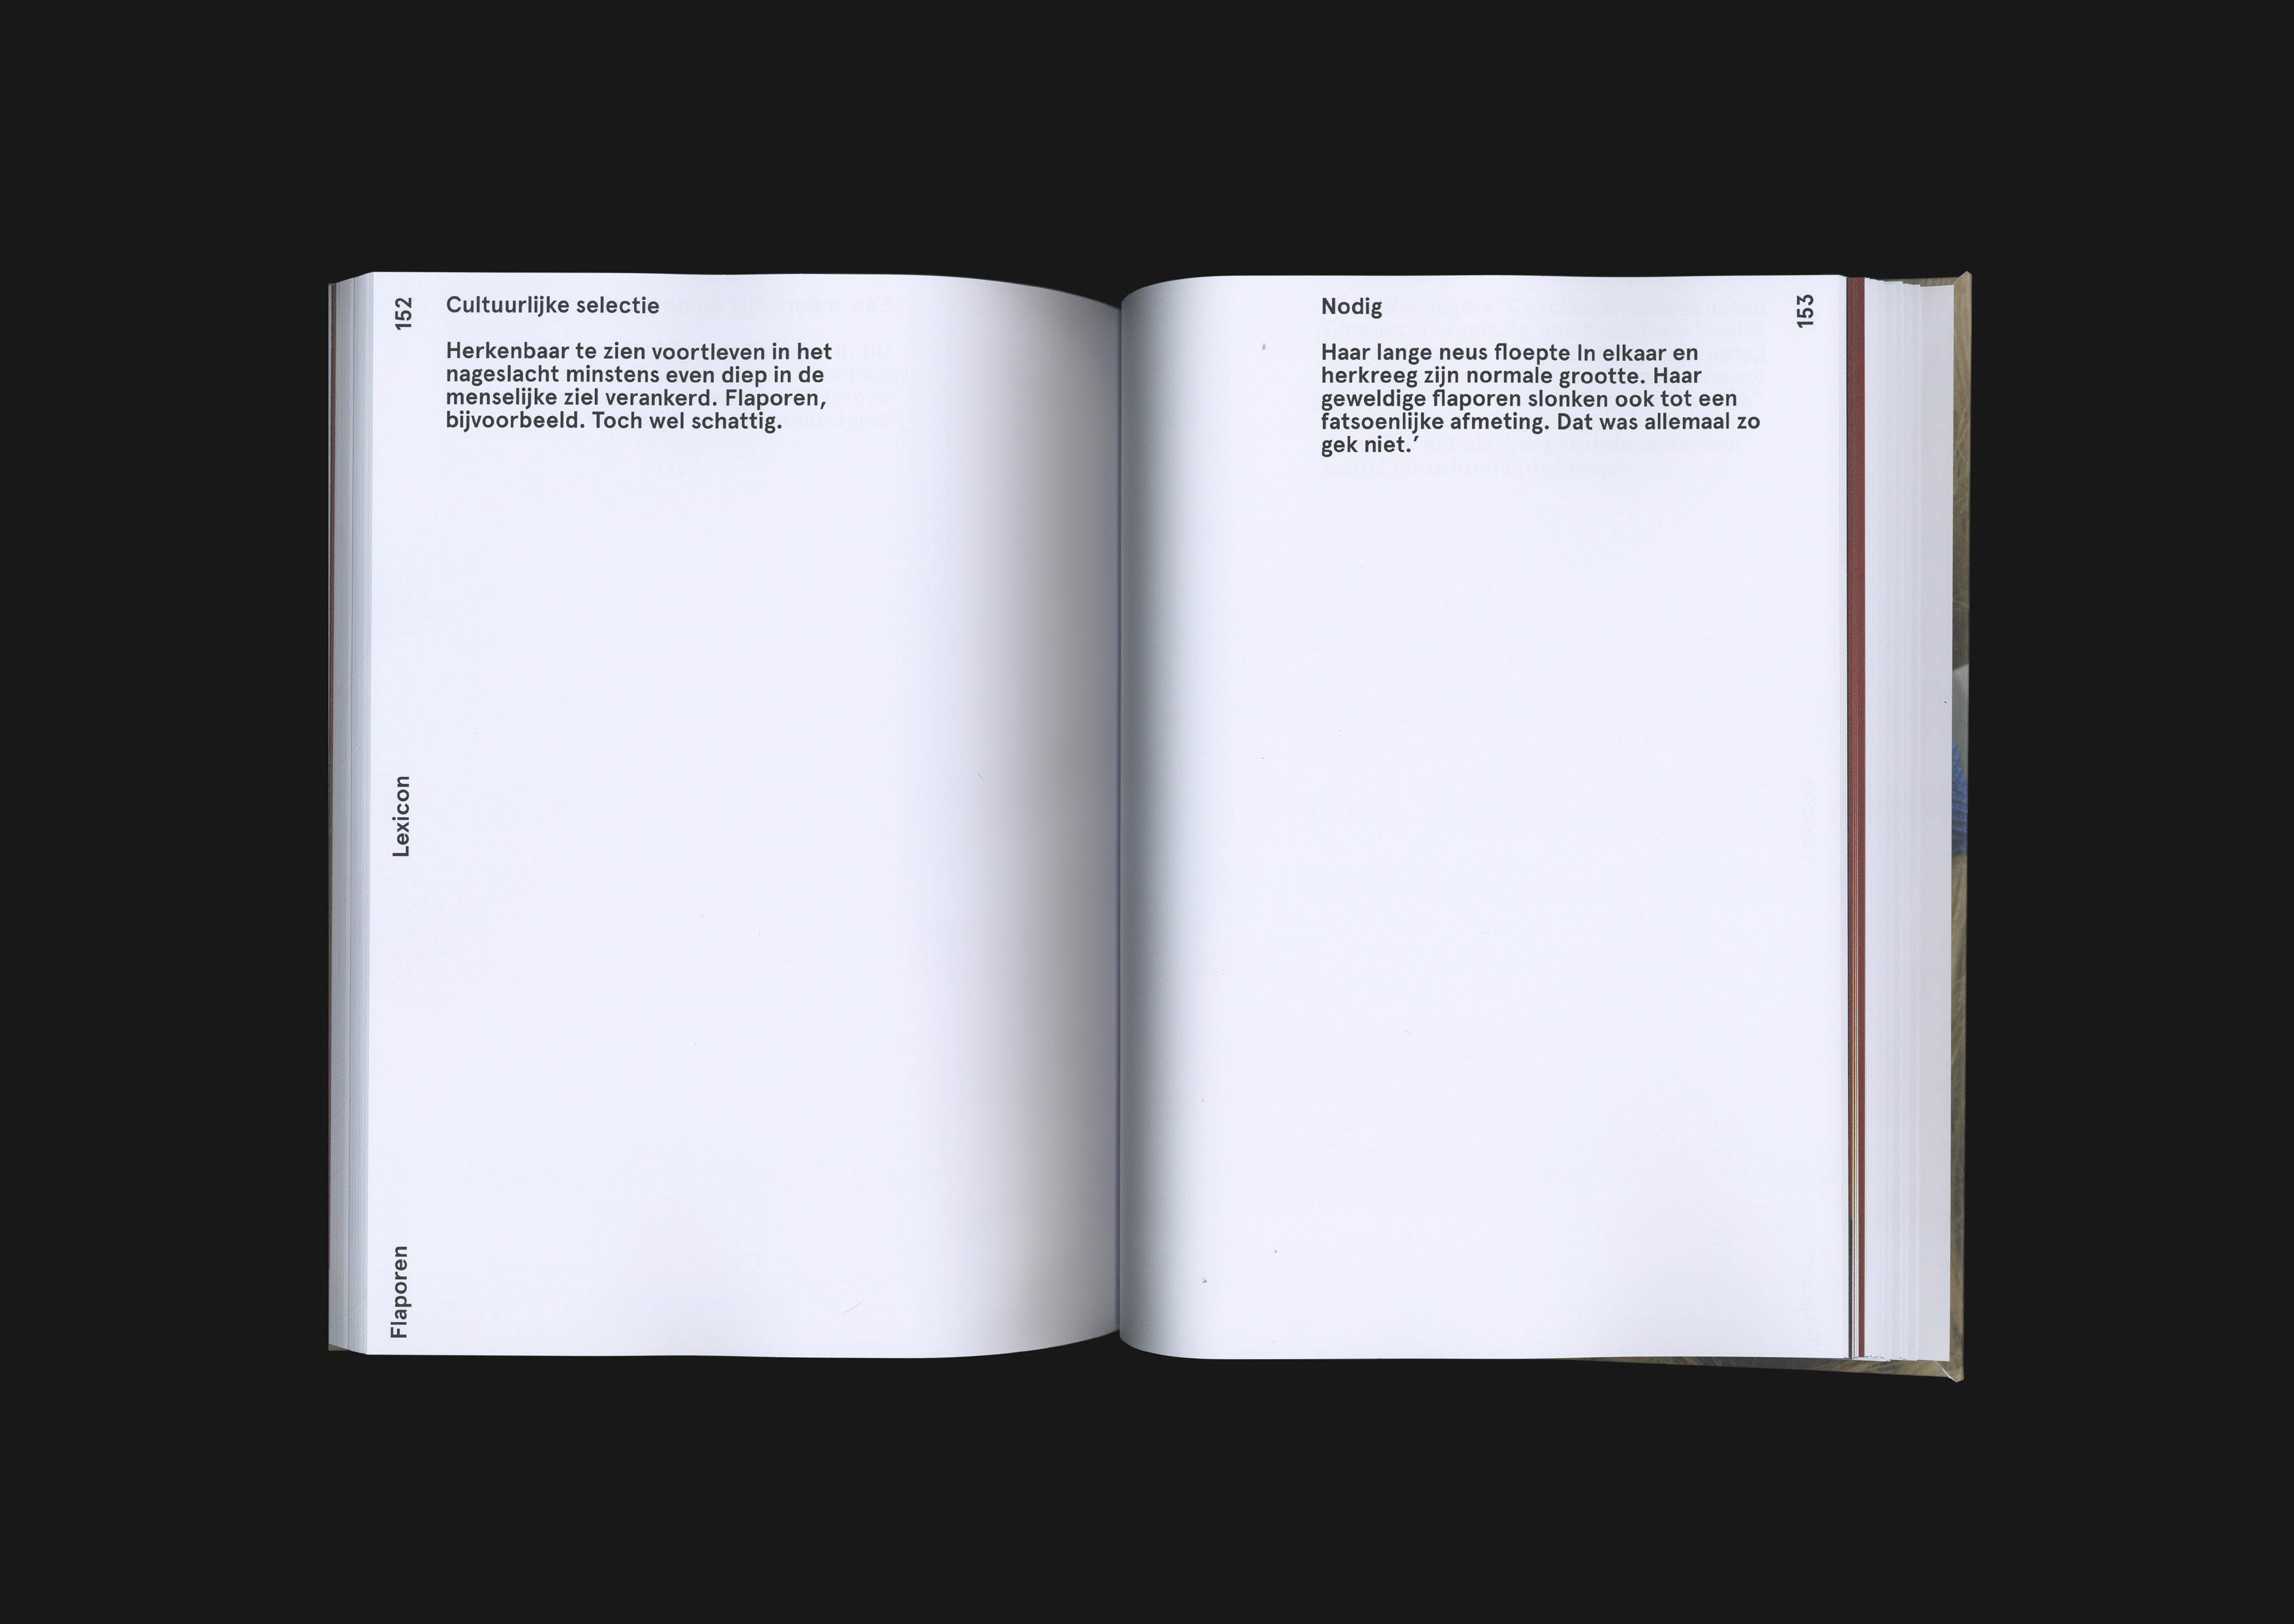 152
Cultuurlijke selectie
Herkenbaar te zien voortleven in het
nageslacht minstens even diep in de
menselijke ziel verankerd. Flaporen,
bijvoorbeeld. Toch wel schattig.
Lexicon
Flaporen
Nodig
153
Haar lange neus floepte In elkaar en
herkreeg zijn normale grootte. Haar
geweldige flaporen slonken ook tot een
fatsoenlijke afmeting. Dat was allemaal zo
gek niet.’